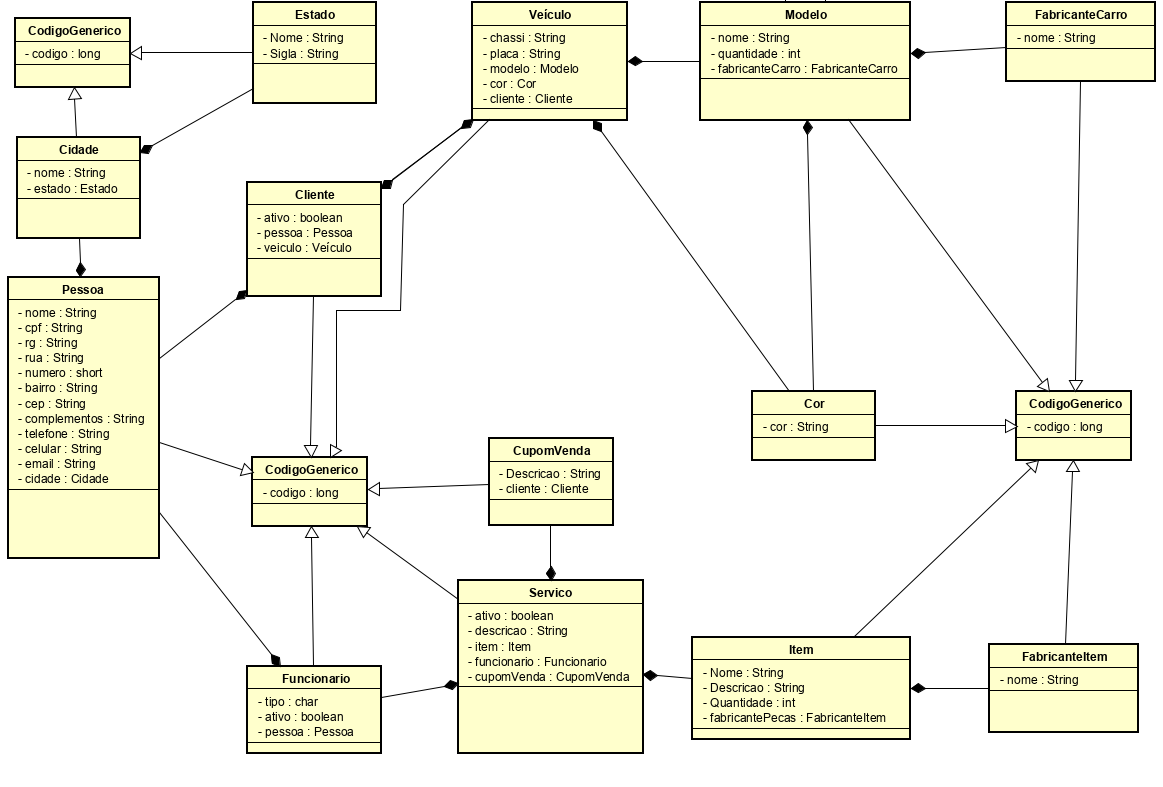 CodigoGenerico
- codigo : long
Estado
- Nome : String
- Sigla : String
Veículo
- chassi : String
- placa : String
- modelo : Modelo
- cor : Cor
- cliente : Cliente
Modelo
- nome : String
- quantidade : int
- fabricanteCarro : FabricanteCarro
FabricanteCarro
- nome : String
Cidade
- nome : String
- estado : Estado
Cliente
- ativo : boolean
- pessoa : Pessoa
- veiculo : Veículo
Pessoa
- nome : String
- cpf : String
- rg : String
- rua : String
- numero : short
- bairro : String
- cep : String
- complementos : String
- telefone : String
- celular : String
- email : String
- cidade : Cidade
Cor
- cor : String
CodigoGenerico
- codigo : long
CodigoGenerico
- codigo : long
CupomVenda
- Descricao : String
- cliente : Cliente
Servico
- ativo : boolean
- descricao : String
- item : Item
- funcionario : Funcionario
- cupomVenda : CupomVenda
Funcionario
- tipo : char
- ativo : boolean
- pessoa : Pessoa
Item
- Nome : String
- Descricao : String
- Quantidade : int
- fabricantePecas : FabricanteItem
FabricanteItem
- nome : String